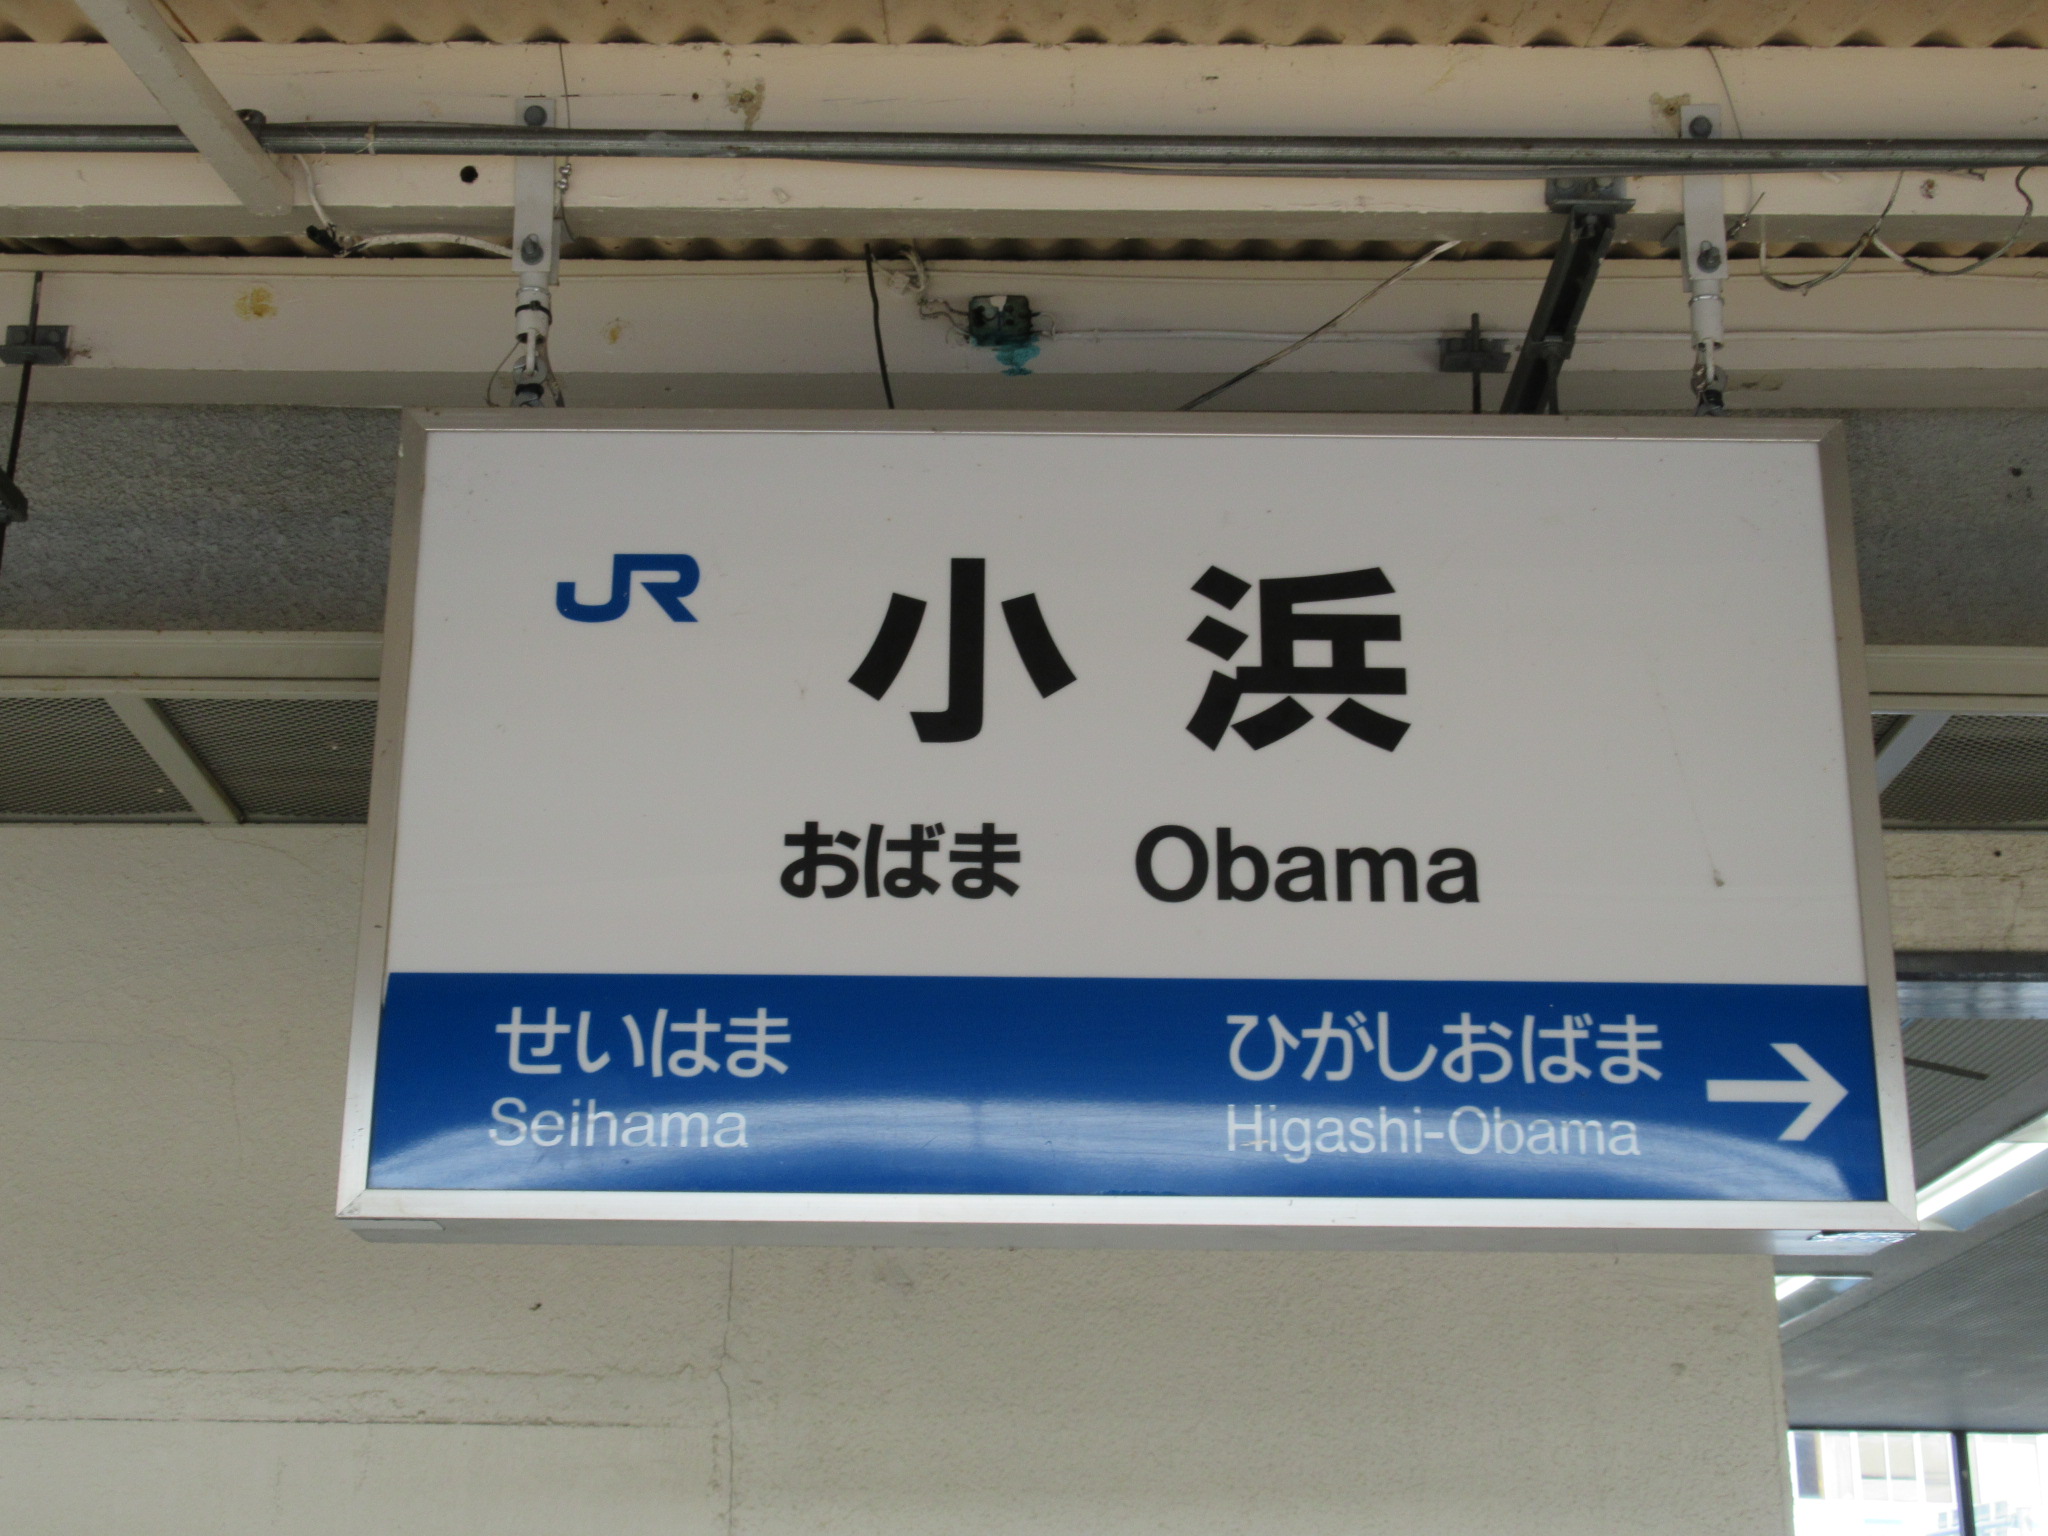 JR
小浜
おばま Obama
せいはま ひがしおばま →
Seihama Higashi-Obama